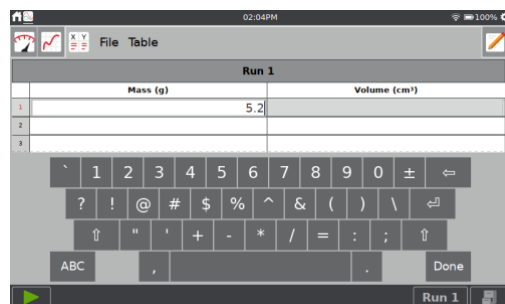 02:04PM 100%
X Y File Table
Run 1
Mass (g) Volume (cm³)
1 5.2
2
3
` 1 2 3 4 5 6 7 8 9 0 ±
? ! @ # $ % ^ & ( ) \
" ' + - * / = : ;
ABC , . Done
Run 1